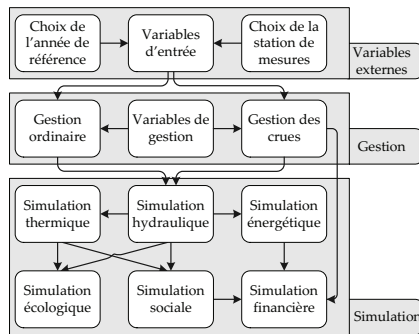 Choix de
l'année de
référence
Variables
d'entrée
Choix de la
station de
mesures
Variables
externes
Gestion
ordinaire
Variables de
gestion
Gestion des
crues
Gestion
Simulation
thermique
Simulation
hydraulique
Simulation
énergétique
Simulation
écologique
Simulation
sociale
Simulation
financière
Simulation